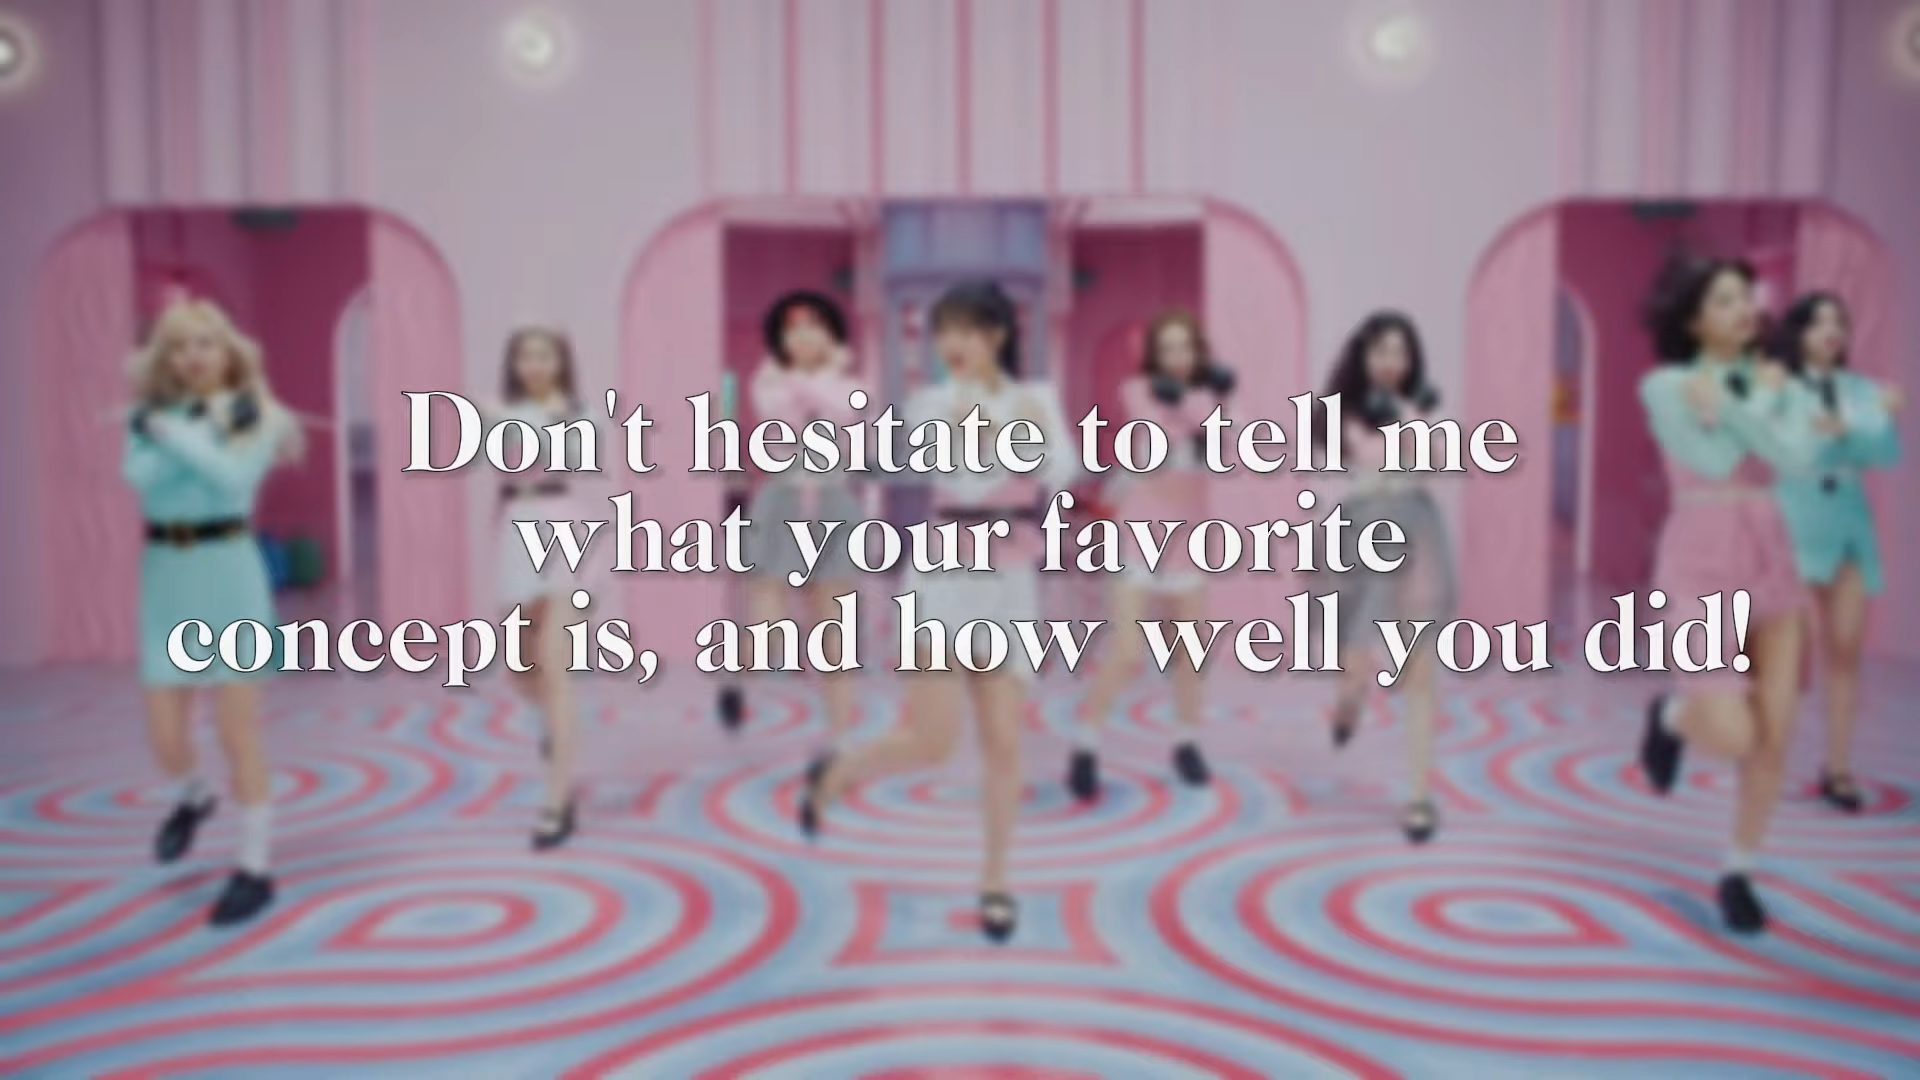 Don't hesitate to tell me
what your favorite
concept is, and how well you did!